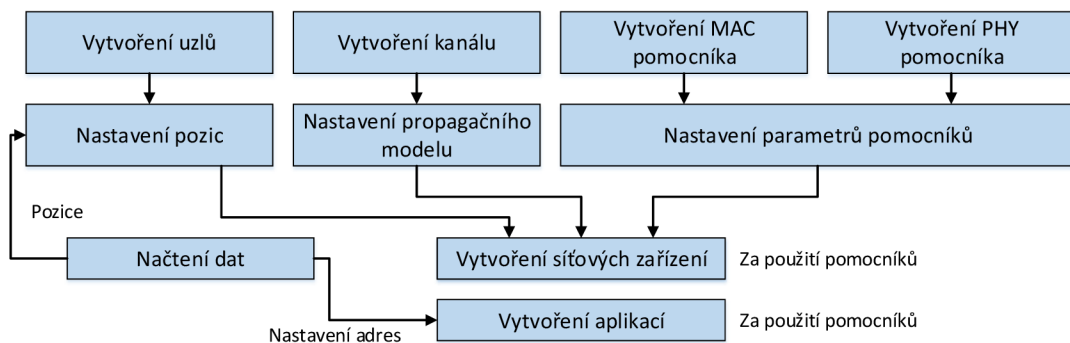 Vytvoření uzlů
Vytvoření kanálu
Vytvoření MAC
pomocníka
Vytvoření PHY
pomocníka
Nastavení pozic
Nastavení propagačního
modelu
Nastavení parametrů pomocníků
Pozice
Načtení dat
Vytvoření síťových zařízení
Za použití pomocníků
Nastavení adres
Vytvoření aplikací
Za použití pomocníků